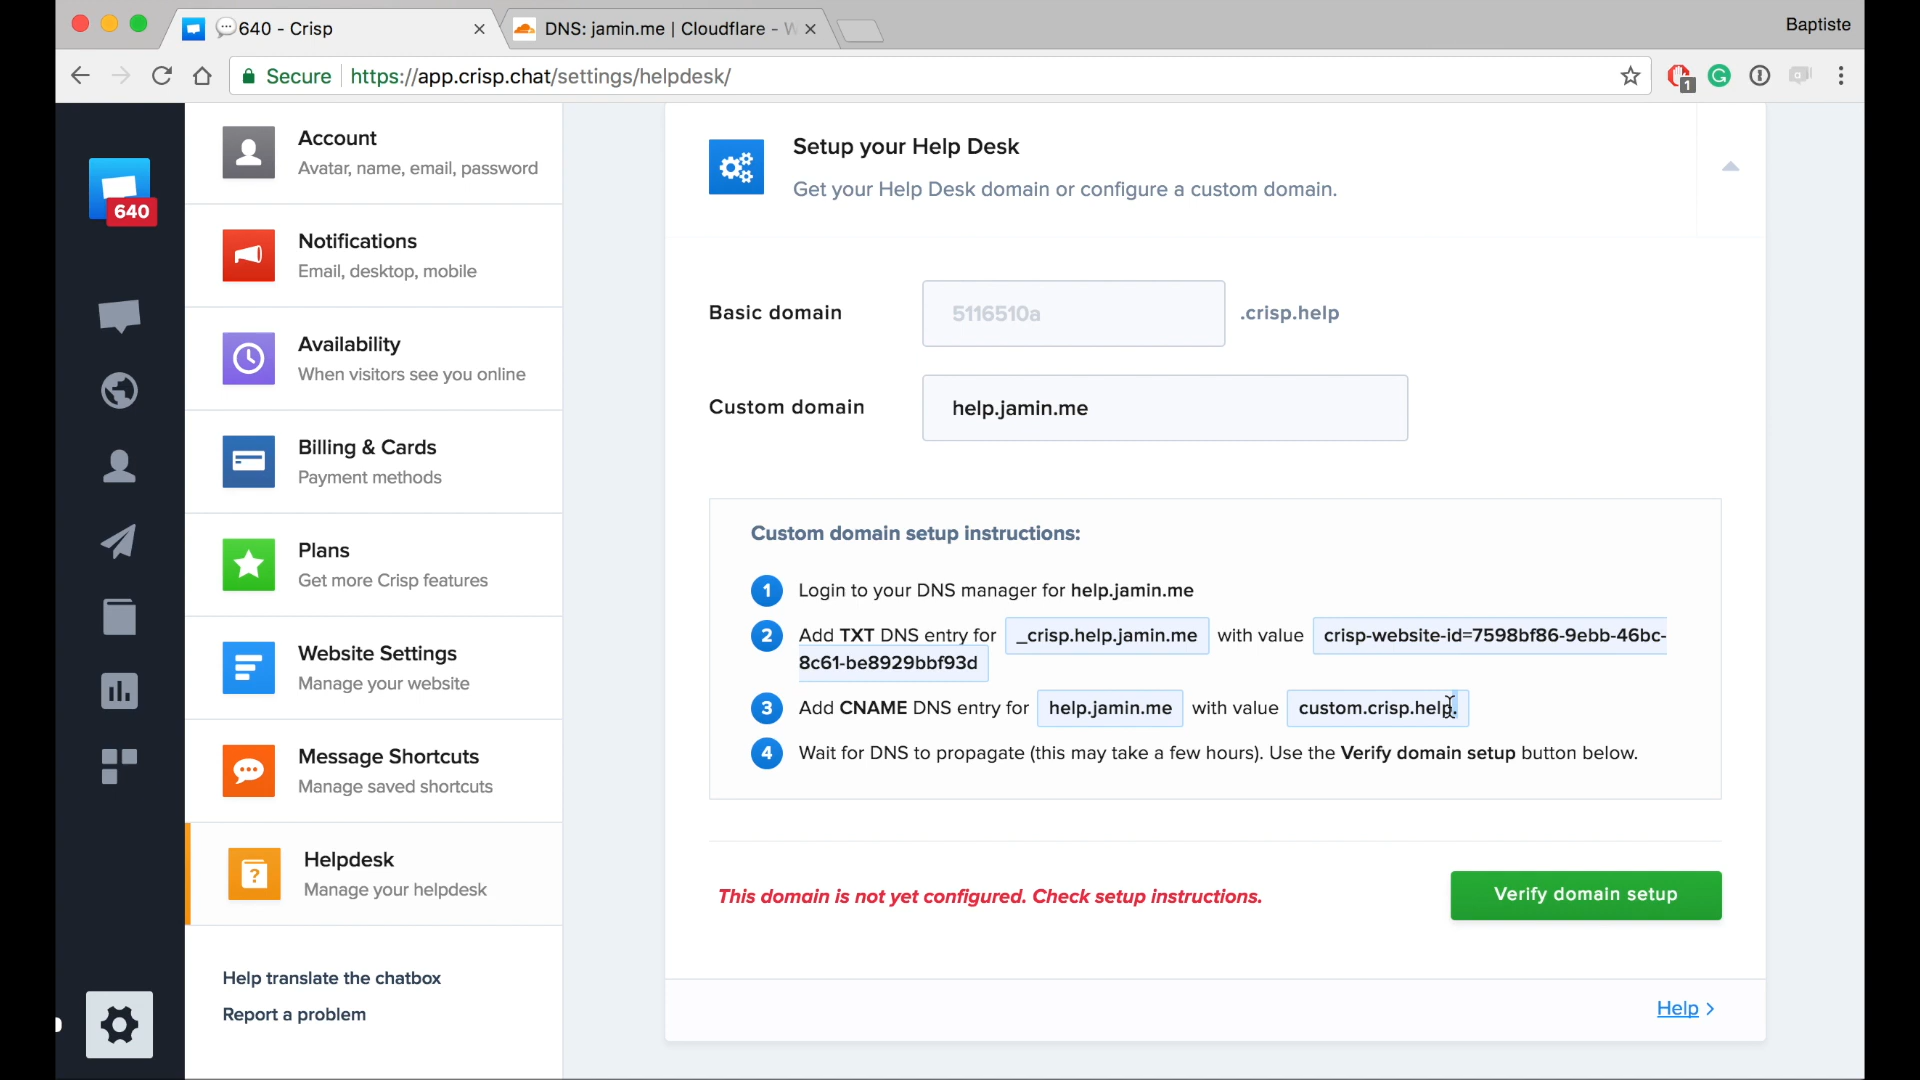 640 - Crisp
DNS: jamin.me | Cloudflare - W
Baptiste
Secure
https://app.crisp.chat/settings/helpdesk/
1
640
Account
Avatar, name, email, password
Notifications
Email, desktop, mobile
Availability
When visitors see you online
Billing & Cards
Payment methods
Plans
Get more Crisp features
Website Settings
Manage your website
Message Shortcuts
Manage saved shortcuts
Helpdesk
Manage your helpdesk
Help translate the chatbox
Report a problem
Setup your Help Desk
Get your Help Desk domain or configure a custom domain.
Basic domain
5116510a
.crisp.help
Custom domain
help.jamin.me
Custom domain setup instructions:
1 Login to your DNS manager for help.jamin.me
2 Add TXT DNS entry for _crisp.help.jamin.me with value crisp-website-id=7598bf86-9ebb-46bc-
8c61-be8929bbf93d
3 Add CNAME DNS entry for help.jamin.me with value custom.crisp.help.
4 Wait for DNS to propagate (this may take a few hours). Use the Verify domain setup button below.
This domain is not yet configured. Check setup instructions.
Verify domain setup
Help